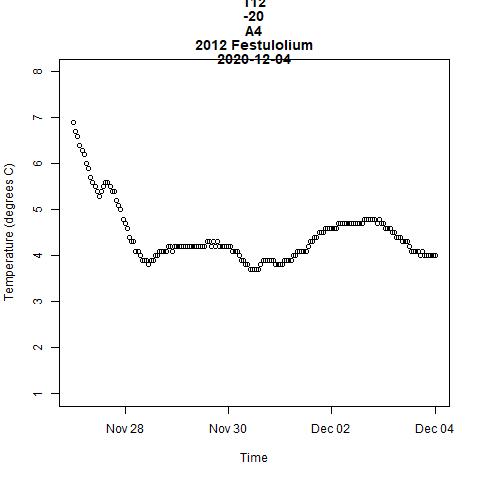 T12
-20
A4
2012 Festulolium
2020-12-04
8
7
6
5
4
3
2
1
Temperature (degrees C)
Nov 28 Nov 30 Dec 02 Dec 04
Time